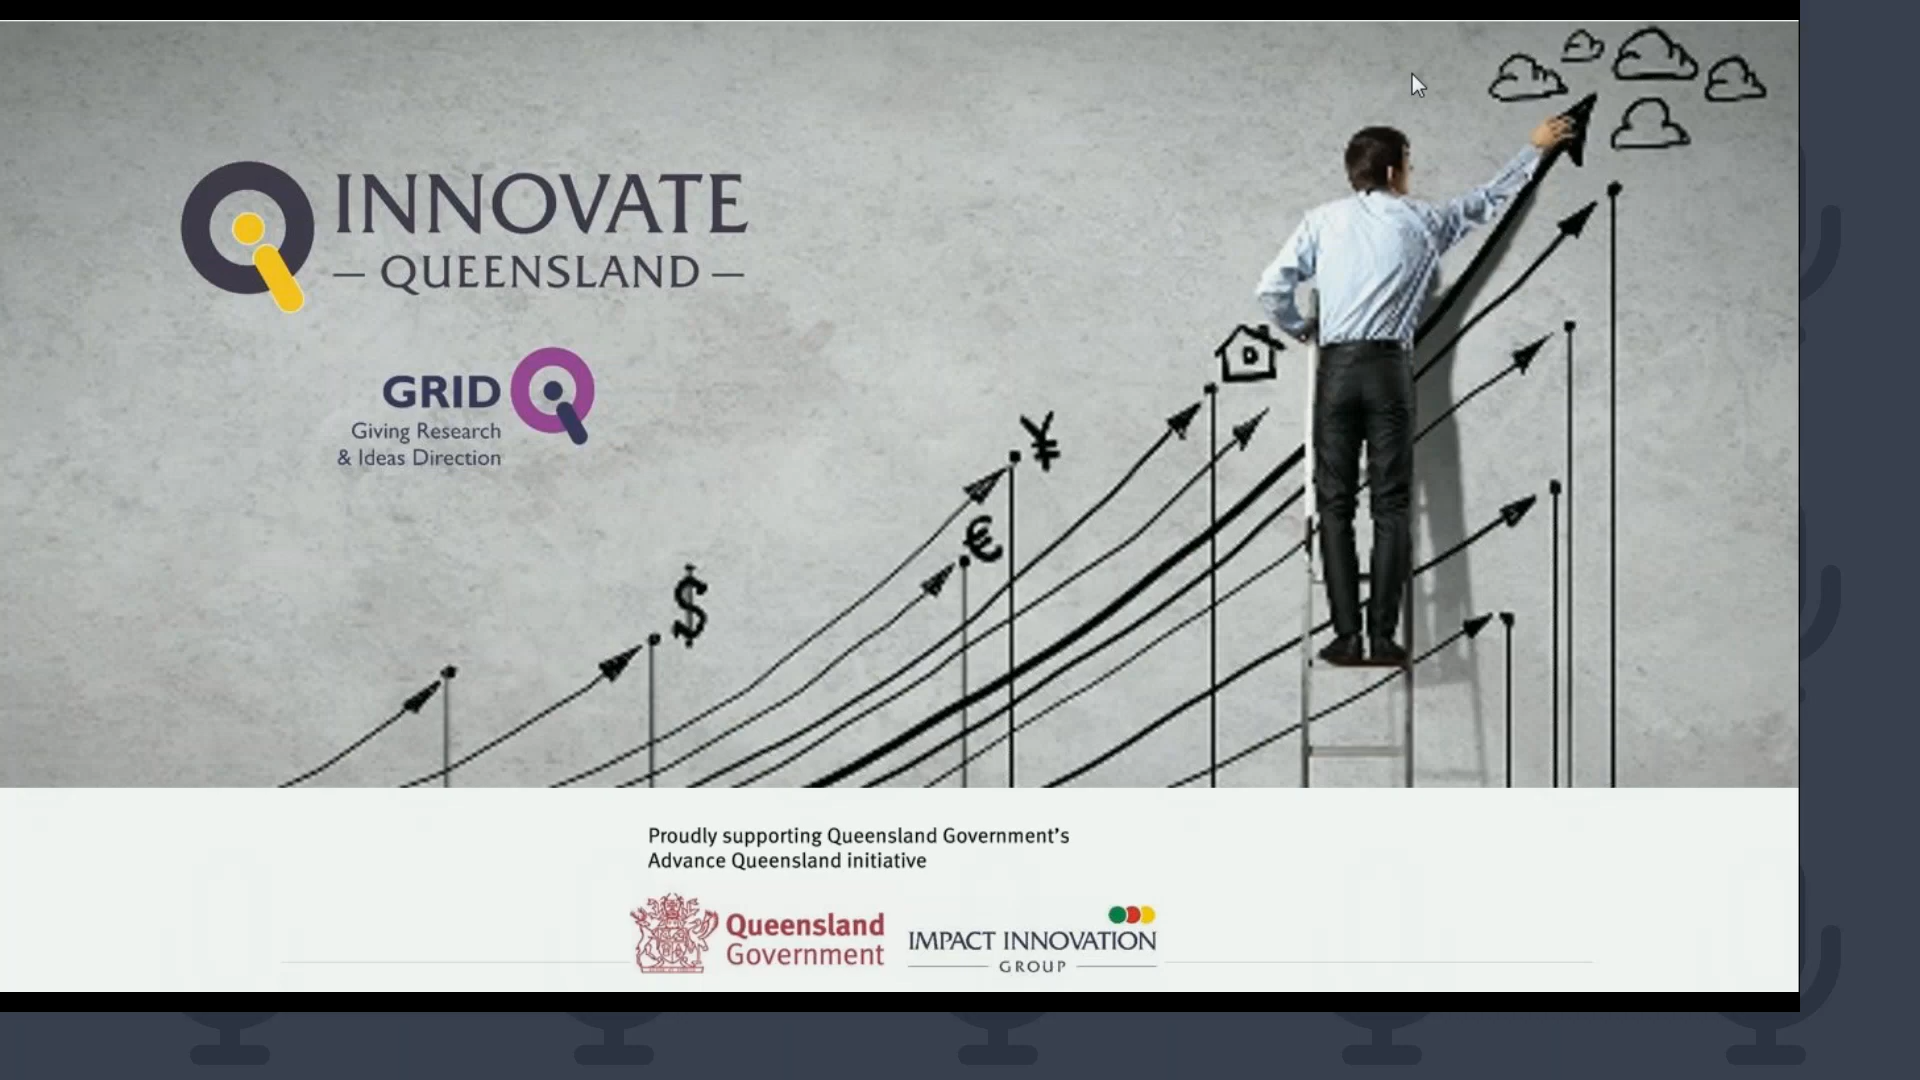 INNOVATE
QUEENSLAND
GRID
Giving Research
& Ideas Direction
¥
€
$
Proudly supporting Queensland Government's
Advance Queensland initiative
Queensland
Government
IMPACT INNOVATION
GROUP